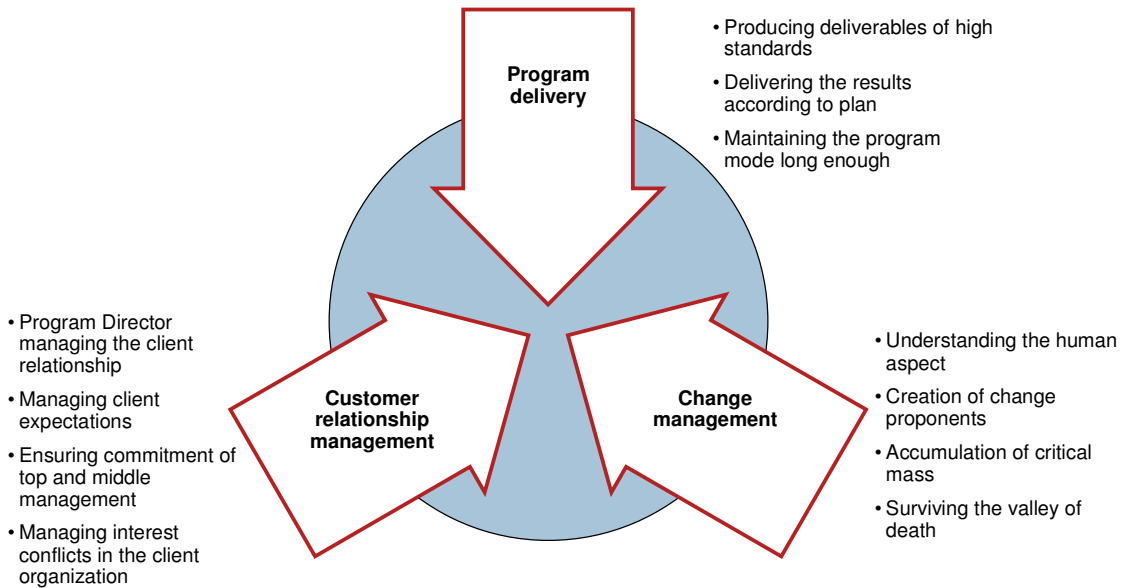 Program
delivery
• Producing deliverables of high
standards
• Delivering the results
according to plan
• Maintaining the program
mode long enough
• Program Director
managing the client
relationship
• Managing client
expectations
• Ensuring commitment of
top and middle
management
• Managing interest
conflicts in the client
organization
Customer
relationship
management
Change
management
• Understanding the human
aspect
• Creation of change
proponents
• Accumulation of critical
mass
• Surviving the valley of
death